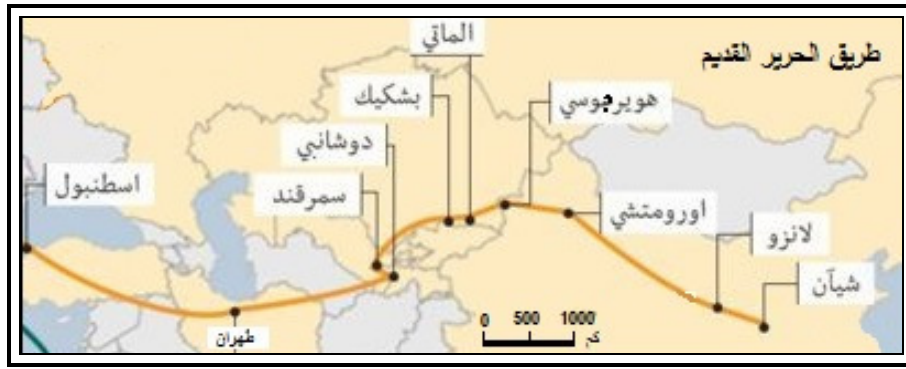 طريق الحرير القديم
الماتي
بشكيك
هويرجوسي
دوشانبي
اسطنبول
سمرقند
اورومتشي
لانزو
شيآن
طهران
0 500 1000
كم